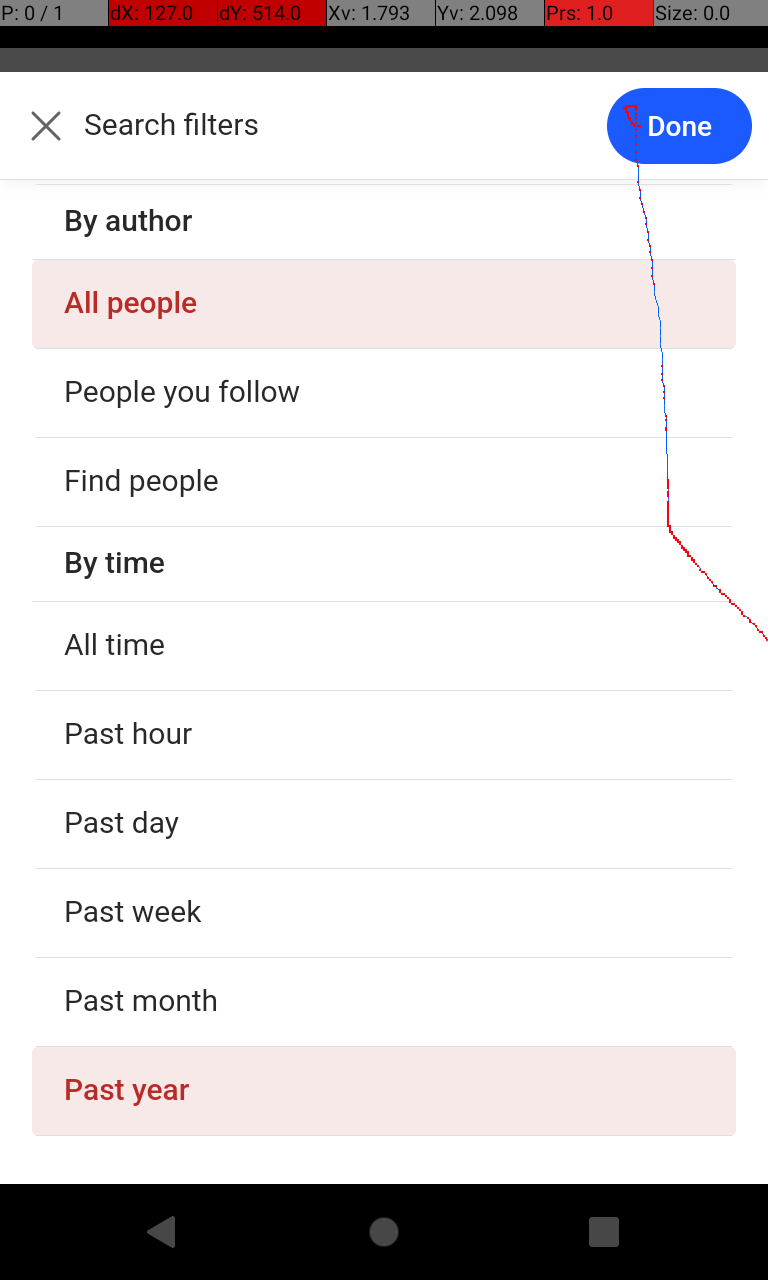 P: 0 / 1 dX: 127.0 dY: 514.0 Xv: 1.793 Yv: 2.098 Prs: 1.0 Size: 0.0
Search filters Done
By author
All people
People you follow
Find people
By time
All time
Past hour
Past day
Past week
Past month
Past year